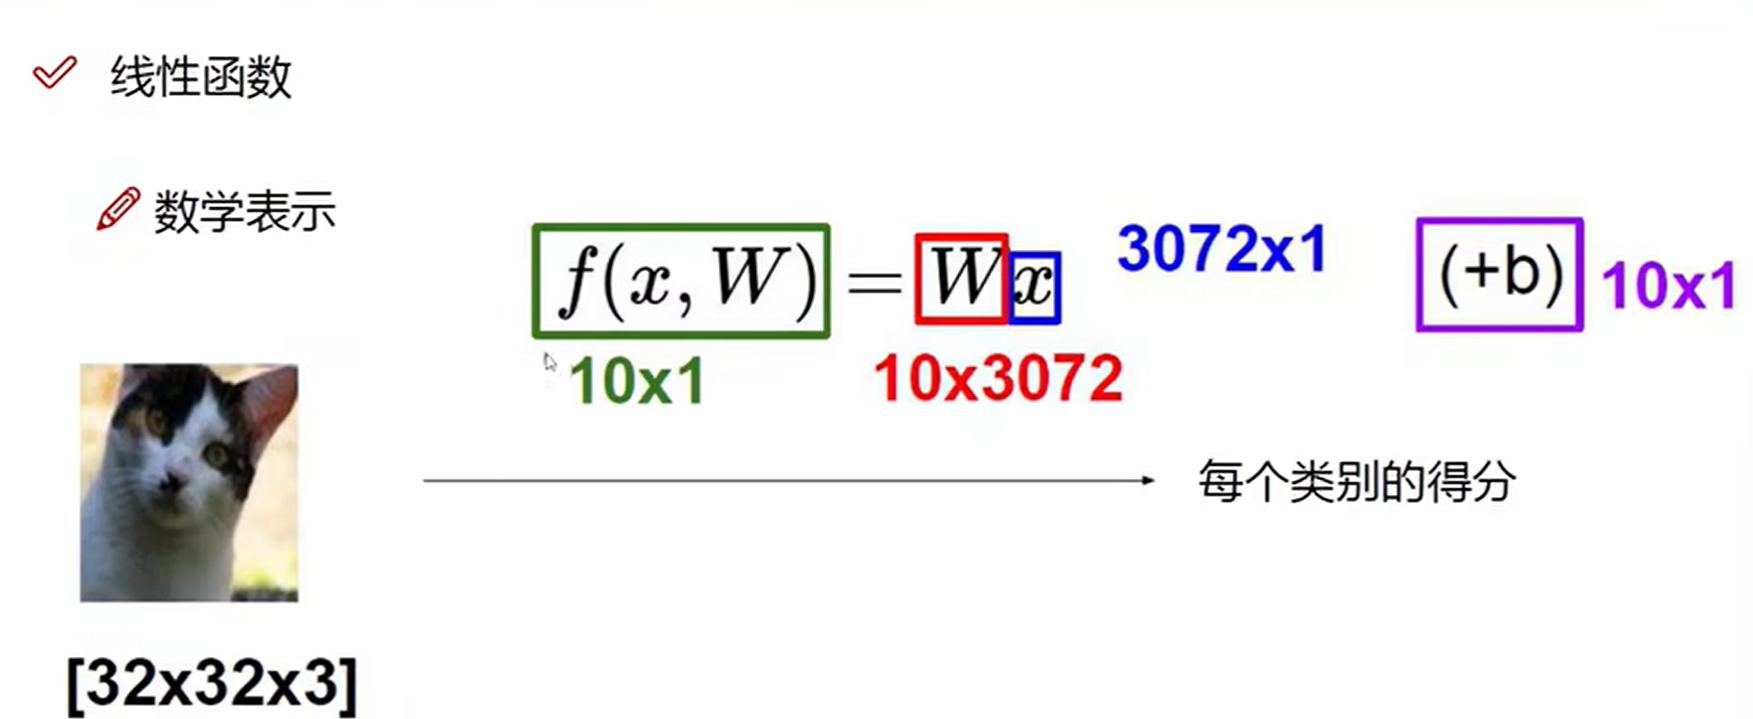 线性函数
数学表示
f(x, W) = Wx 3072x1 (+b) 10x1
10x1 10x3072
每个类别的得分
[32x32x3]